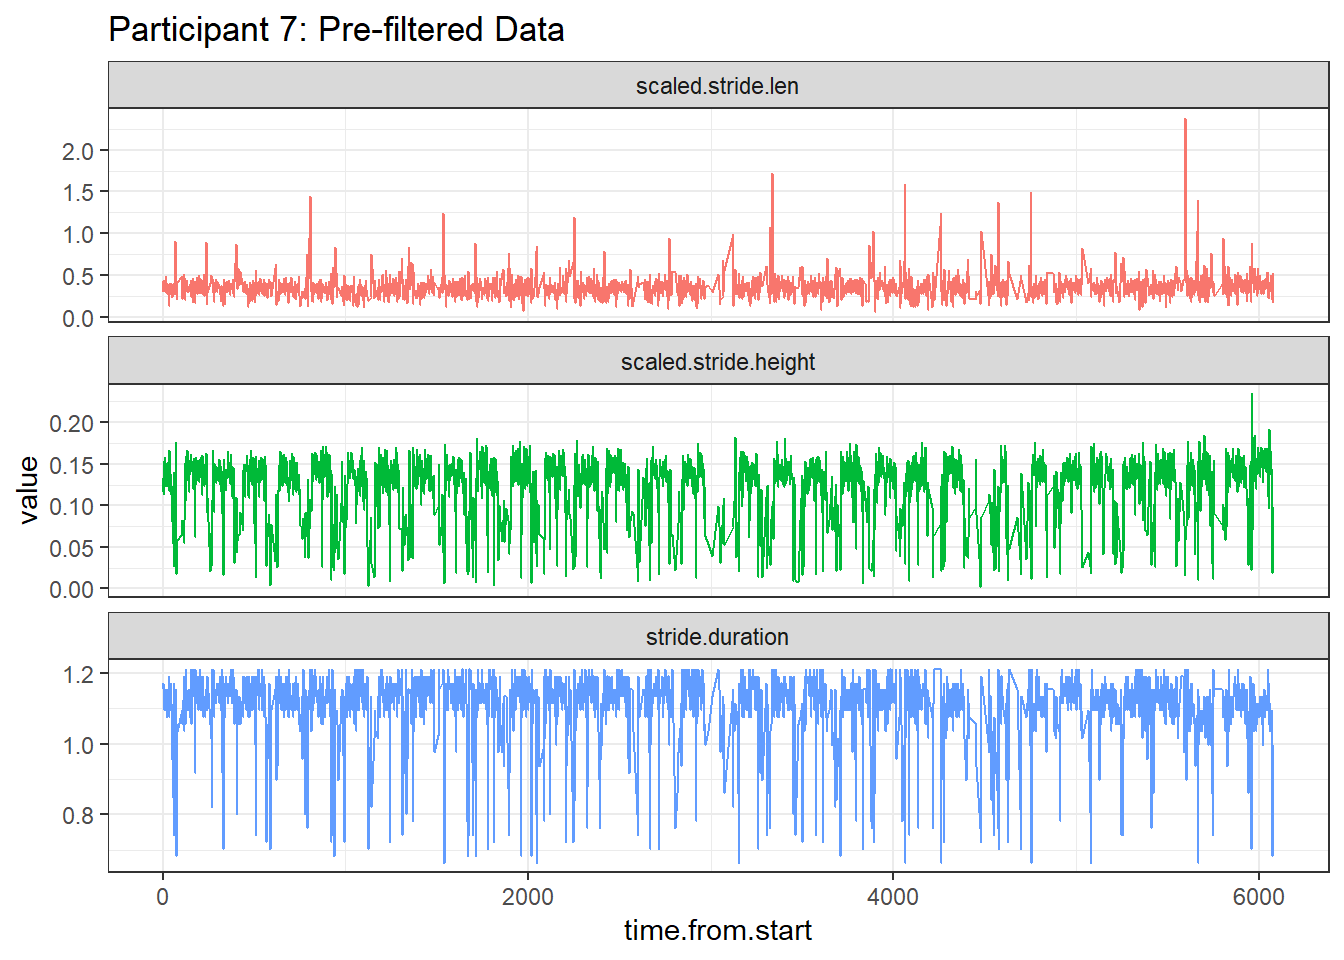 Participant 7: Pre-filtered Data
scaled.stride.len
2.0
1.5
1.0
0.5
0.0
scaled.stride.height
0.20
0.15
0.10
0.05
0.00
value
stride.duration
1.2
1.0
0.8
0 2000 4000 6000
time.from.start